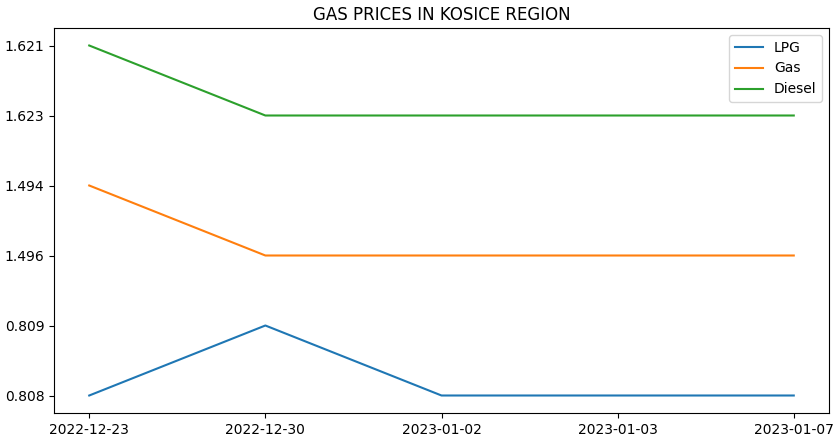 GAS PRICES IN KOSICE REGION
LPG
Gas
Diesel
1.621
1.623
1.494
1.496
0.809
0.808
2022-12-23 2022-12-30 2023-01-02 2023-01-03 2023-01-07